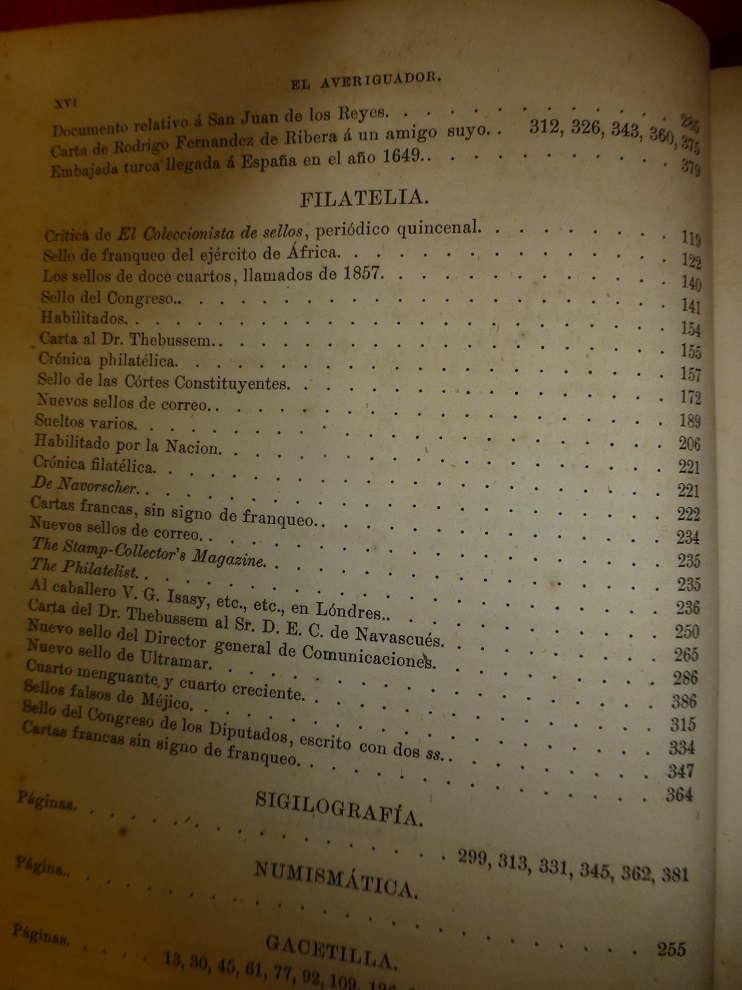 XVI EL AVERIGUADOR.
Documento relativo á San Juan de los Reyes. . . . . . . . . . . .
Carta de Rodrigo Fernandez de Ribera á un amigo suyo. . 312, 326, 343, 360, 375
Embajada turca llegada á España en el año 1649. . . . . . . . . . 379
FILATELIA.
Crítica de El Coleccionista de sellos, periódico quincenal. . . . . . . . 119
Sello de franqueo del ejército de África. . . . . . . . . . . . 122
Los sellos de doce cuartos, llamados de 1857. . . . . . . . . . . 140
Sello del Congreso. . . . . . . . . . . . . . . . . 141
Habilitados. . . . . . . . . . . . . . . . . . . 154
Carta al Dr. Thebussem. . . . . . . . . . . . . . . . 155
Crónica philatélica. . . . . . . . . . . . . . . . . 157
Sello de las Córtes Constituyentes. . . . . . . . . . . . . 172
Nuevos sellos de correo. . . . . . . . . . . . . . . . 189
Sueltos varios. . . . . . . . . . . . . . . . . . 206
Habilitado por la Nacion. . . . . . . . . . . . . . . 221
Crónica filatélica. . . . . . . . . . . . . . . . . 221
De Navorscher. . . . . . . . . . . . . . . . . . 222
Cartas francas, sin signo de franqueo. . . . . . . . . . . . 234
Nuevos sellos de correo. . . . . . . . . . . . . . . . 235
The Stamp-Collector's Magazine. . . . . . . . . . . . . . 235
The Philatelist. . . . . . . . . . . . . . . . . . 236
Al caballero V. G. Isasy, etc., etc., en Lóndres. . . . . . . . . . 250
Carta del Dr. Thebussem al Sr. D. E. C. de Navascués. . . . . . . . . 265
Nuevo sello del Director general de Comunicaciones. . . . . . . . . 286
Nuevo sello de Ultramar. . . . . . . . . . . . . . . . 386
Cuarto menguante y cuarto creciente. . . . . . . . . . . . . 315
Sellos falsos de Méjico. . . . . . . . . . . . . . . . 334
Sello del Congreso de los Diputados, escrito con dos ss. . . . . . . . 347
Cartas francas sin signo de franqueo. . . . . . . . . . . . . 364
SIGILOGRAFÍA.
Páginas. . . . . . . . . . . . . . 299, 313, 331, 345, 362, 381
NUMISMÁTICA.
Página. . . . . . . . . . . . . . . . . . . . 255
GACETILLA.
Páginas. . . . . 13, 30, 45, 61, 77, 92, 109,